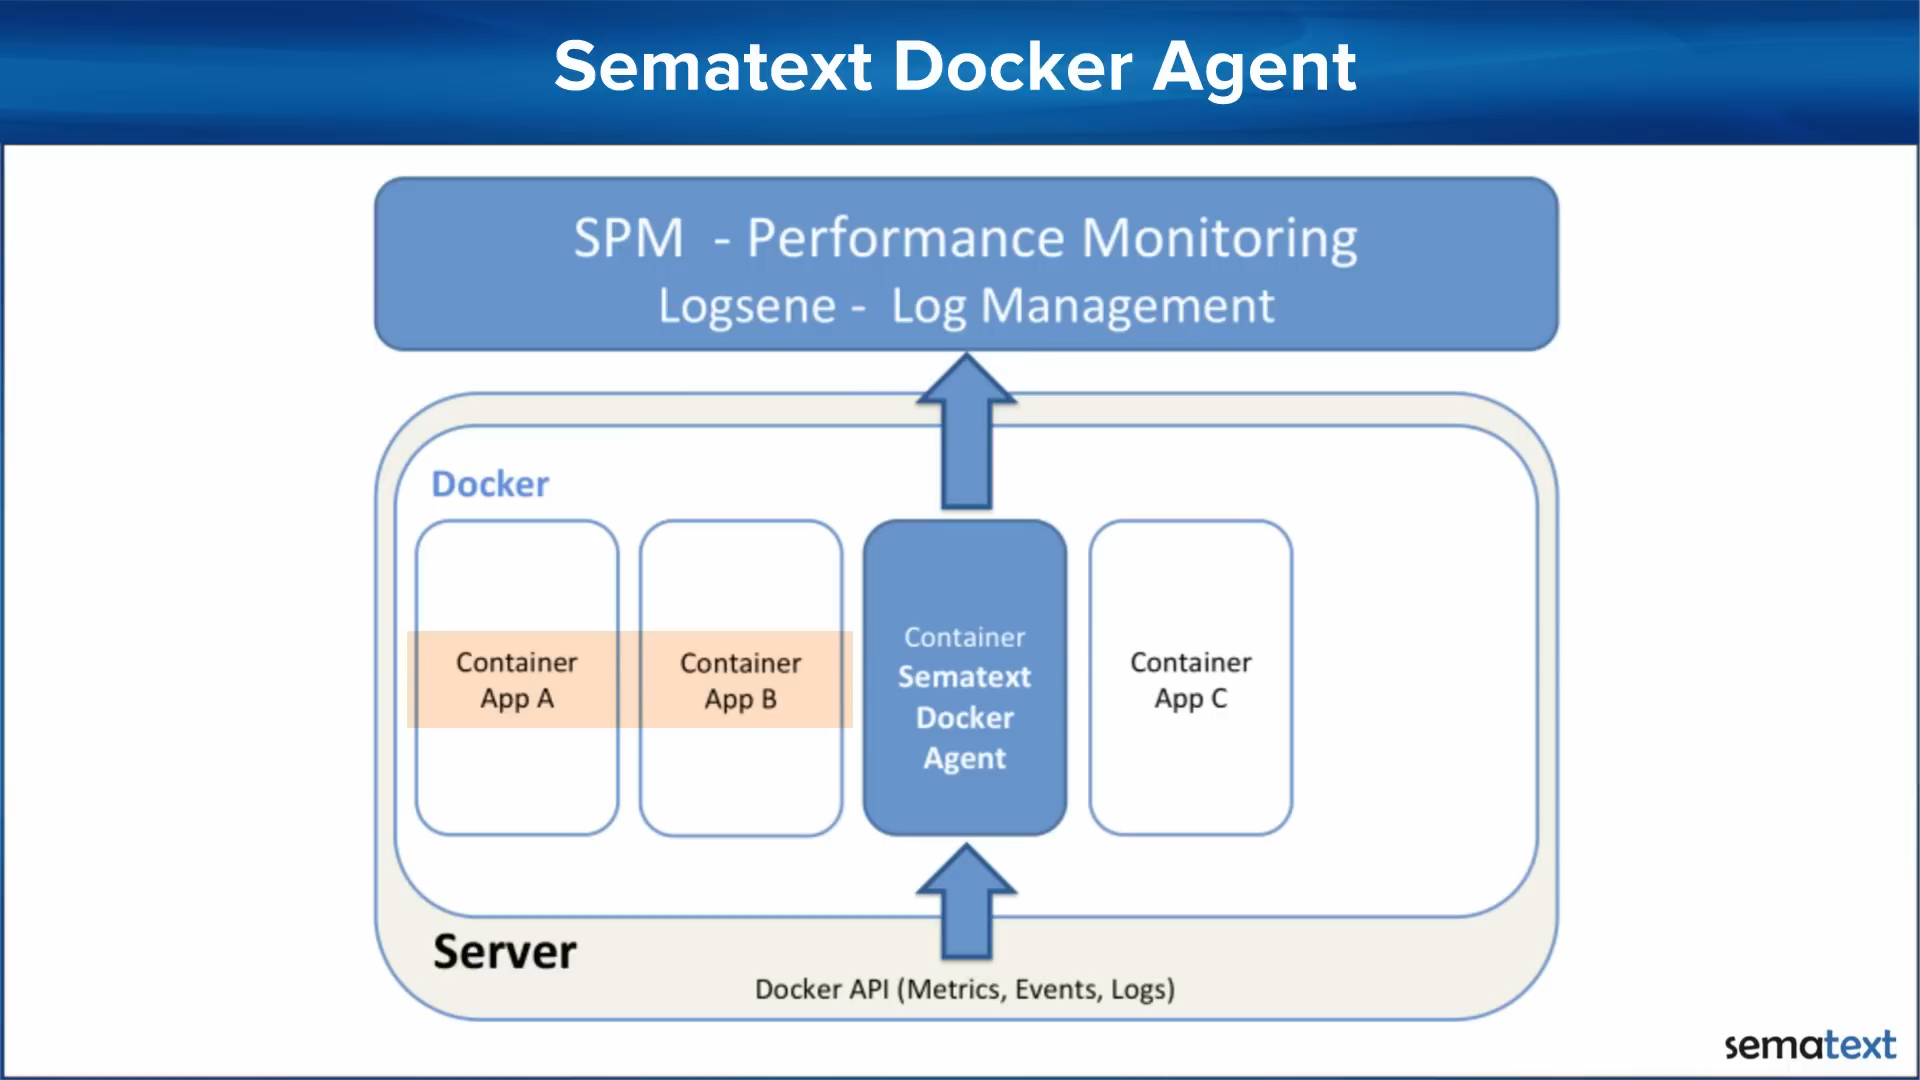 Sematext Docker Agent
SPM - Performance Monitoring
Logsene - Log Management
Docker
Container
App A
Container
App B
Container
Sematext
Docker
Agent
Container
App C
Server
Docker API (Metrics, Events, Logs)
sematext